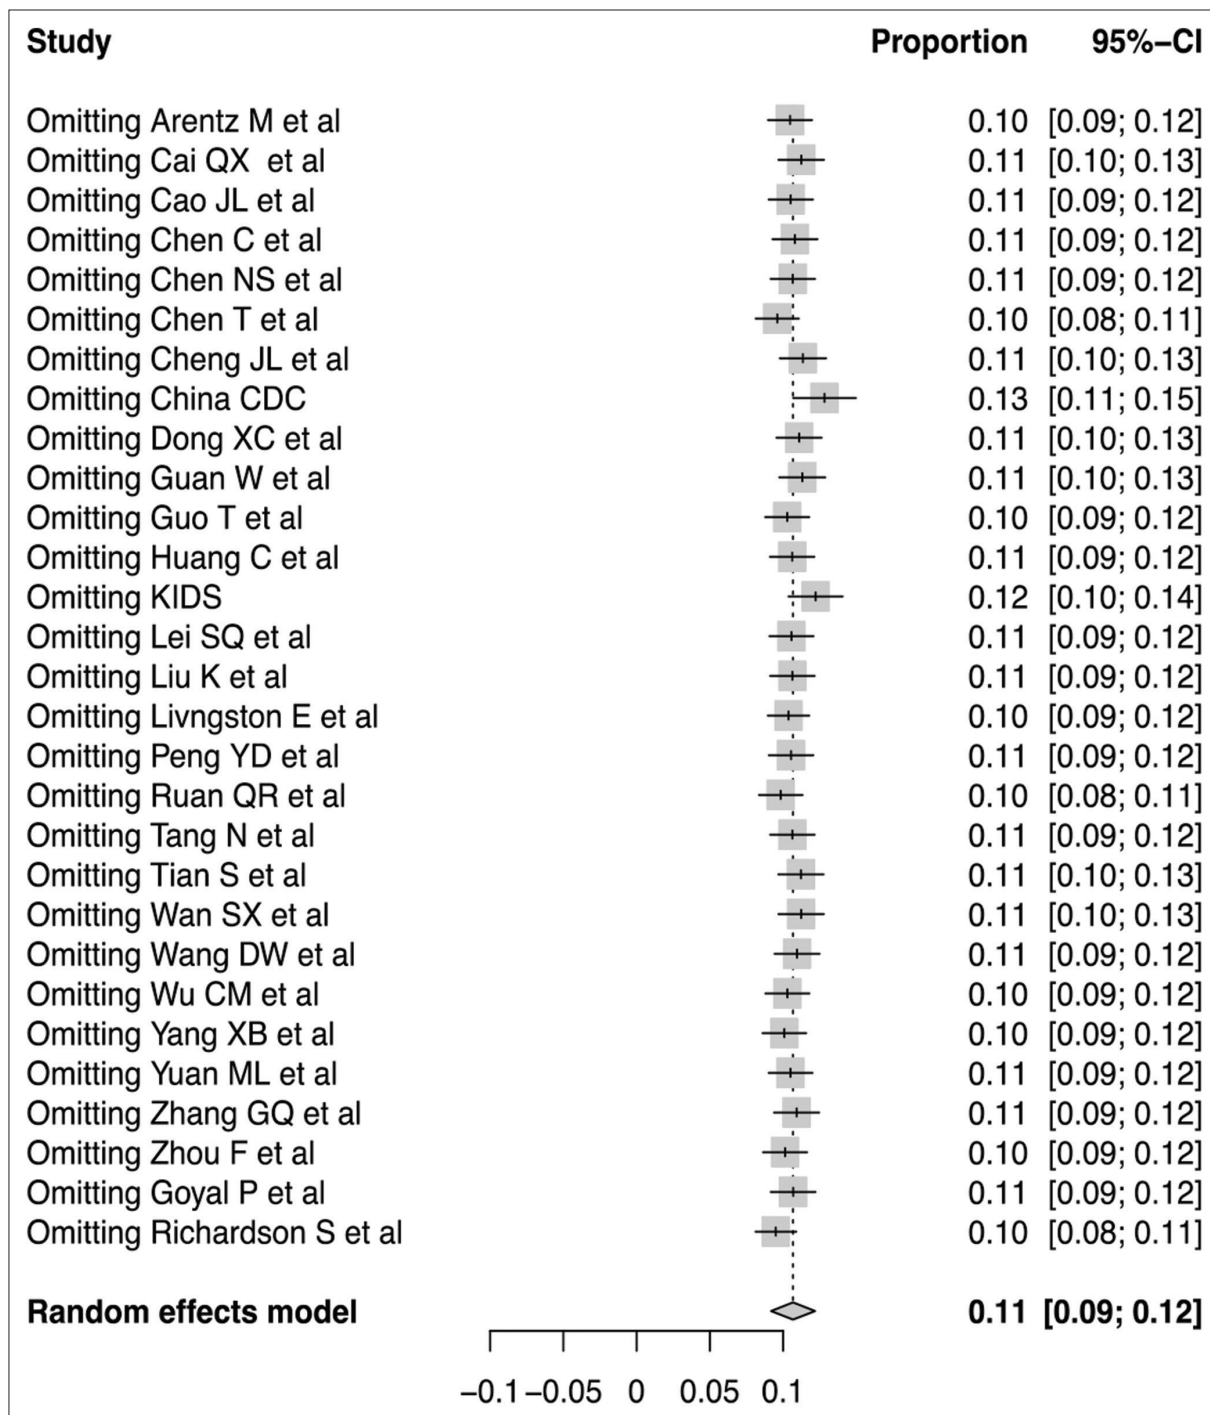 Study Proportion 95%−CI
Omitting Arentz M et al 0.10 [0.09; 0.12]
Omitting Cai QX  et al 0.11 [0.10; 0.13]
Omitting Cao JL et al 0.11 [0.09; 0.12]
Omitting Chen C et al 0.11 [0.09; 0.12]
Omitting Chen NS et al 0.11 [0.09; 0.12]
Omitting Chen T et al 0.10 [0.08; 0.11]
Omitting Cheng JL et al 0.11 [0.10; 0.13]
Omitting China CDC 0.13 [0.11; 0.15]
Omitting Dong XC et al 0.11 [0.10; 0.13]
Omitting Guan W et al 0.11 [0.10; 0.13]
Omitting Guo T et al 0.10 [0.09; 0.12]
Omitting Huang C et al 0.11 [0.09; 0.12]
Omitting KIDS 0.12 [0.10; 0.14]
Omitting Lei SQ et al 0.11 [0.09; 0.12]
Omitting Liu K et al 0.11 [0.09; 0.12]
Omitting Livngston E et al 0.10 [0.09; 0.12]
Omitting Peng YD et al 0.11 [0.09; 0.12]
Omitting Ruan QR et al 0.10 [0.08; 0.11]
Omitting Tang N et al 0.11 [0.09; 0.12]
Omitting Tian S et al 0.11 [0.10; 0.13]
Omitting Wan SX et al 0.11 [0.10; 0.13]
Omitting Wang DW et al 0.11 [0.09; 0.12]
Omitting Wu CM et al 0.10 [0.09; 0.12]
Omitting Yang XB et al 0.10 [0.09; 0.12]
Omitting Yuan ML et al 0.11 [0.09; 0.12]
Omitting Zhang GQ et al 0.11 [0.09; 0.12]
Omitting Zhou F et al 0.10 [0.09; 0.12]
Omitting Goyal P et al 0.11 [0.09; 0.12]
Omitting Richardson S et al 0.10 [0.08; 0.11]
Random effects model 0.11 [0.09; 0.12]
−0.1 −0.05 0 0.05 0.1